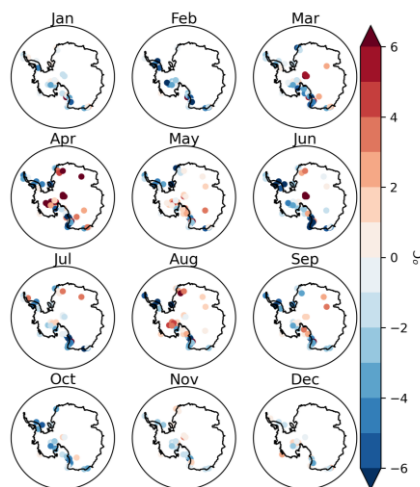 Jan Feb Mar
6
4
Apr May Jun
2
0
°C
Jul Aug Sep
−2
−4
Oct Nov Dec
−6